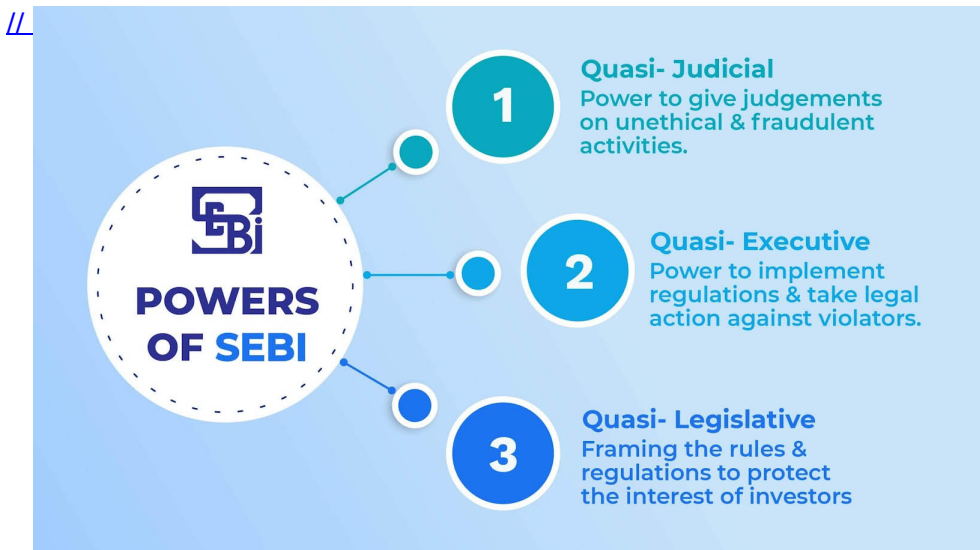 //
SEBI
POWERS
OF SEBI
1
Quasi- Judicial
Power to give judgements
on unethical & fraudulent
activities.
2
Quasi- Executive
Power to implement
regulations & take legal
action against violators.
3
Quasi- Legislative
Framing the rules &
regulations to protect
the interest of investors